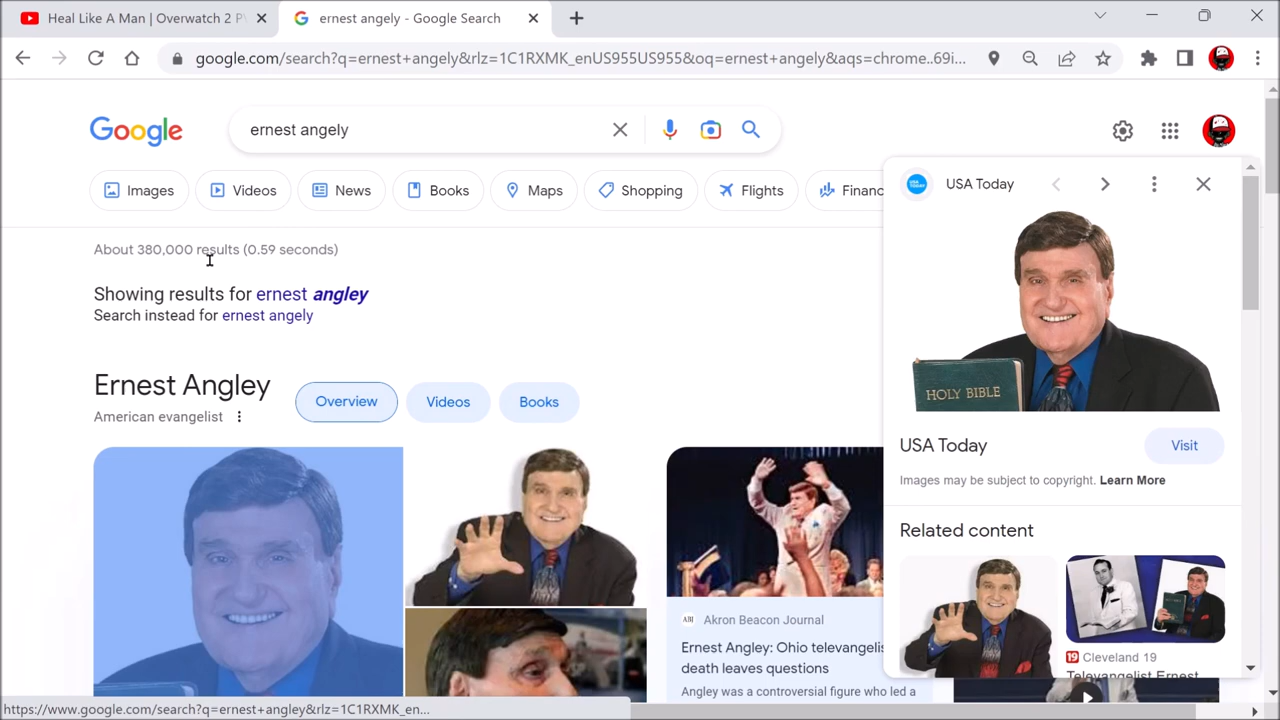 Heal Like A Man | Overwatch 2 P
ernest angely - Google Search
google.com/search?q=ernest+angely&rlz=1C1RXMK_enUS955US955&oq=ernest+angely&aqs=chrome..69i...
Google
ernest angely
Images
Videos
News
Books
Maps
Shopping
Flights
Financ
About 380,000 results (0.59 seconds)
Showing results for ernest angley
Search instead for ernest angely
Ernest Angley
American evangelist
Overview
Videos
Books
Akron Beacon Journal
Ernest Angley: Ohio televangelis
death leaves questions
Angley was a controversial figure who led a
USA TODAY
USA Today
HOLY BIBLE
USA Today
Visit
Images may be subject to copyright. Learn More
Related content
19 Cleveland 19
Televangelist Ernest
https://www.google.com/search?q=ernest+angley&rlz=1C1RXMK_en...